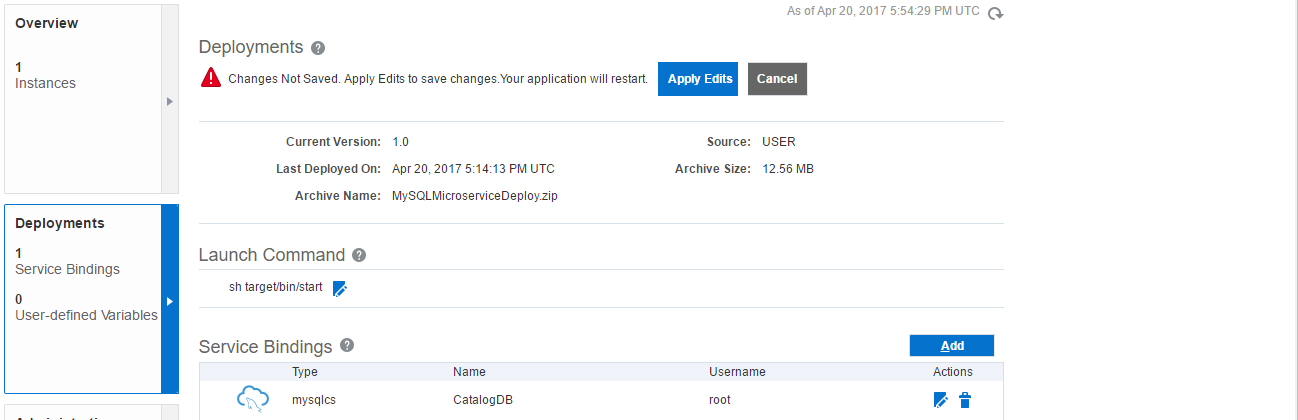 As of Apr 20, 2017 5:54:29 PM UTC
Overview
1
Instances
Deployments
Changes Not Saved. Apply Edits to save changes.Your application will restart.
Apply Edits
Cancel
Current Version: 1.0
Source: USER
Last Deployed On: Apr 20, 2017 5:14:13 PM UTC
Archive Size: 12.56 MB
Archive Name: MySQLMicroserviceDeploy.zip
Deployments
1
Service Bindings
0
User-defined Variables
Launch Command
sh target/bin/start
Service Bindings
Add
Type Name Username Actions
mysqlcs CatalogDB root